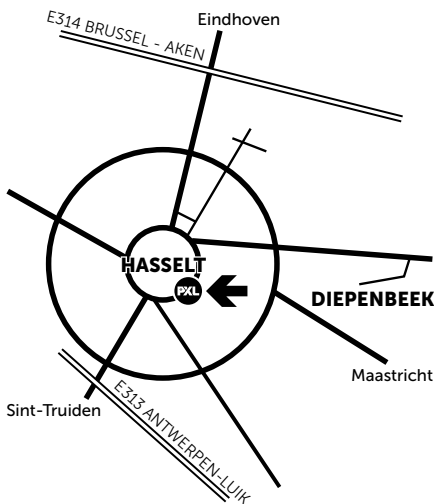 Eindhoven
E314 BRUSSEL - AKEN
HASSELT
PXL
DIEPENBEEK
Maastricht
Sint-Truiden
E313 ANTWERPEN-LUIK